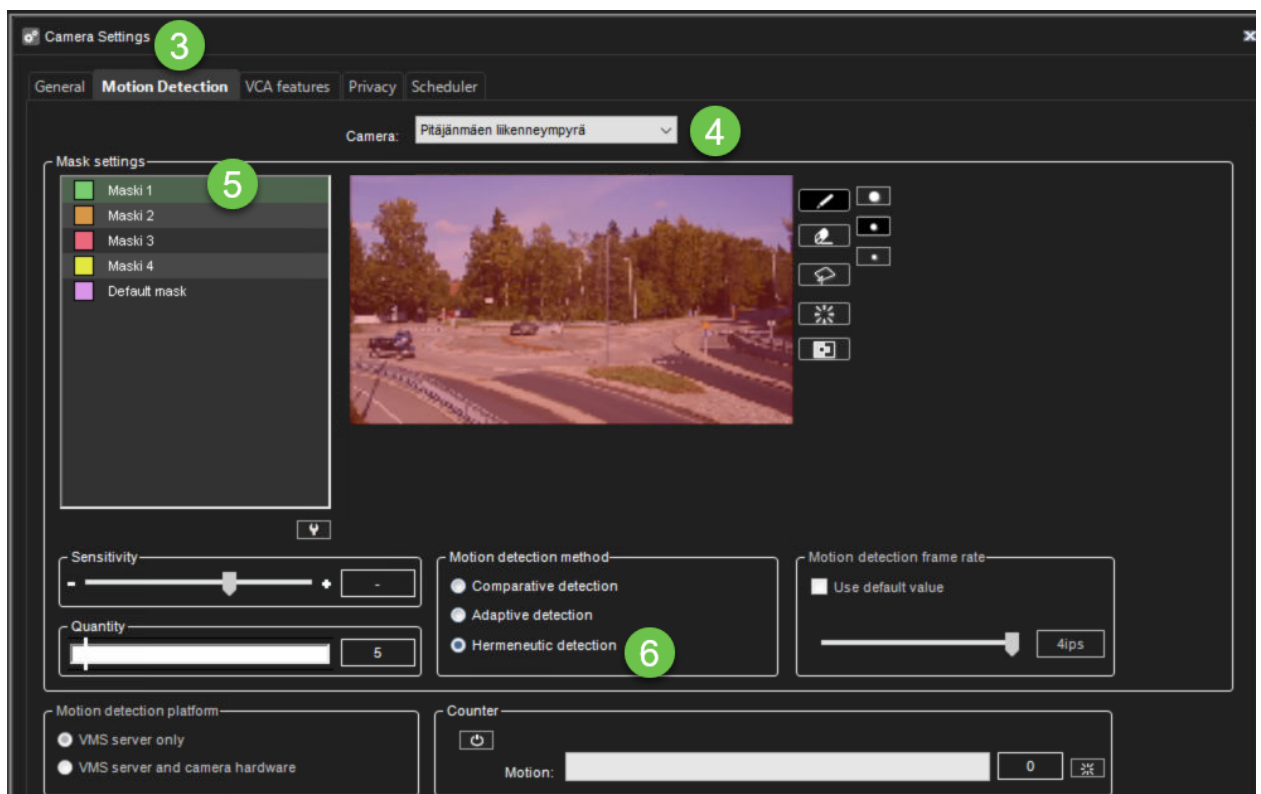 Camera Settings
3
General Motion Detection VCA features Privacy Scheduler
Camera: Pitäjänmäen liikenneympyrä 4
Mask settings
Maski 1 5
Maski 2
Maski 3
Maski 4
Default mask
Sensitivity
- + -
Quantity
5
Motion detection method
Comparative detection
Adaptive detection
Hermeneutic detection 6
Motion detection frame rate
Use default value
4ips
Motion detection platform
VMS server only
VMS server and camera hardware
Counter
Motion: 0